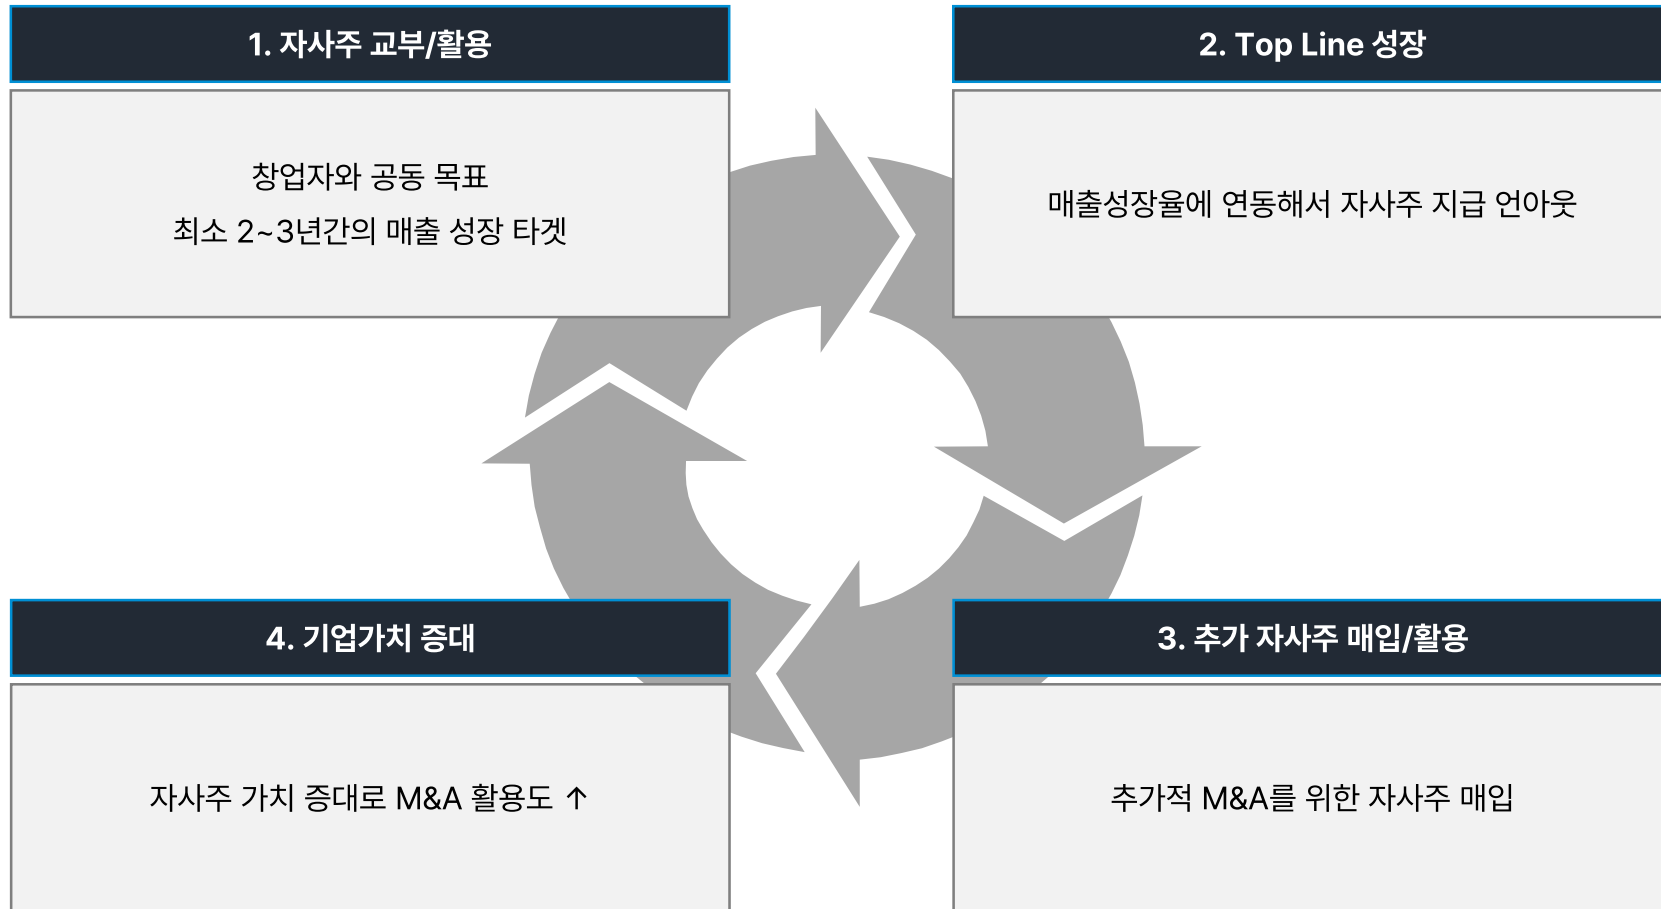 1. 자사주 교부/활용
창업자와 공동 목표
최소 2~3년간의 매출 성장 타겟
2. Top Line 성장
매출성장율에 연동해서 자사주 지급 언아웃
4. 기업가치 증대
자사주 가치 증대로 M&A 활용도 ↑
3. 추가 자사주 매입/활용
추가적 M&A를 위한 자사주 매입